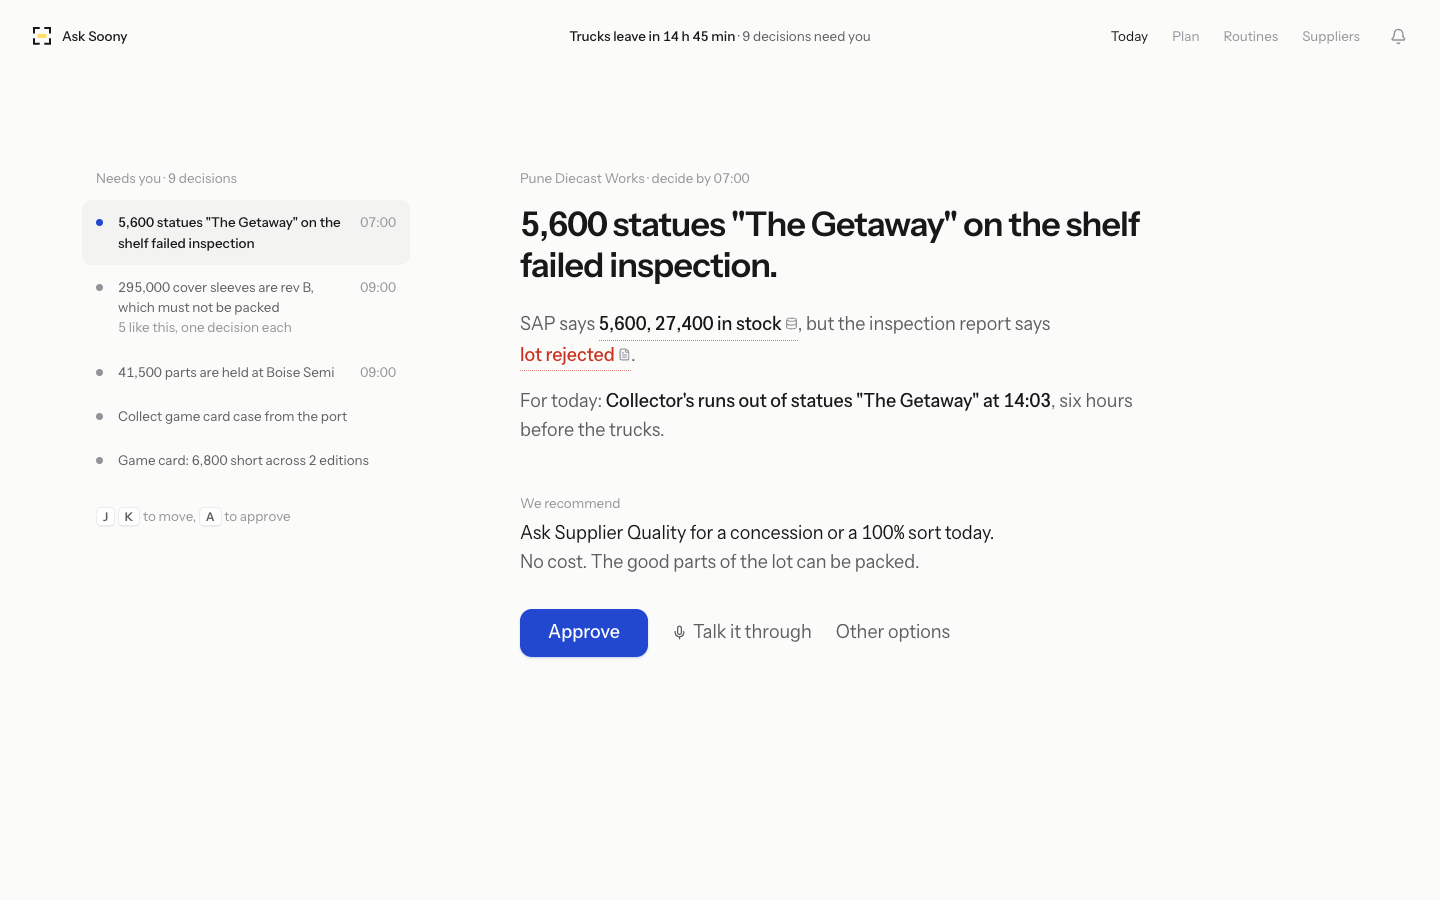 Ask Soony
Trucks leave in 14 h 45 min · 9 decisions need you
Today
Plan
Routines
Suppliers
Needs you · 9 decisions
5,600 statues "The Getaway" on the
shelf failed inspection
07:00
295,000 cover sleeves are rev B,
which must not be packed
5 like this, one decision each
09:00
41,500 parts are held at Boise Semi
09:00
Collect game card case from the port
Game card: 6,800 short across 2 editions
J K to move, A to approve
Pune Diecast Works · decide by 07:00
5,600 statues "The Getaway" on the shelf
failed inspection.
SAP says 5,600, 27,400 in stock, but the inspection report says
lot rejected.
For today: Collector's runs out of statues "The Getaway" at 14:03, six hours
before the trucks.
We recommend
Ask Supplier Quality for a concession or a 100% sort today.
No cost. The good parts of the lot can be packed.
Approve
Talk it through
Other options